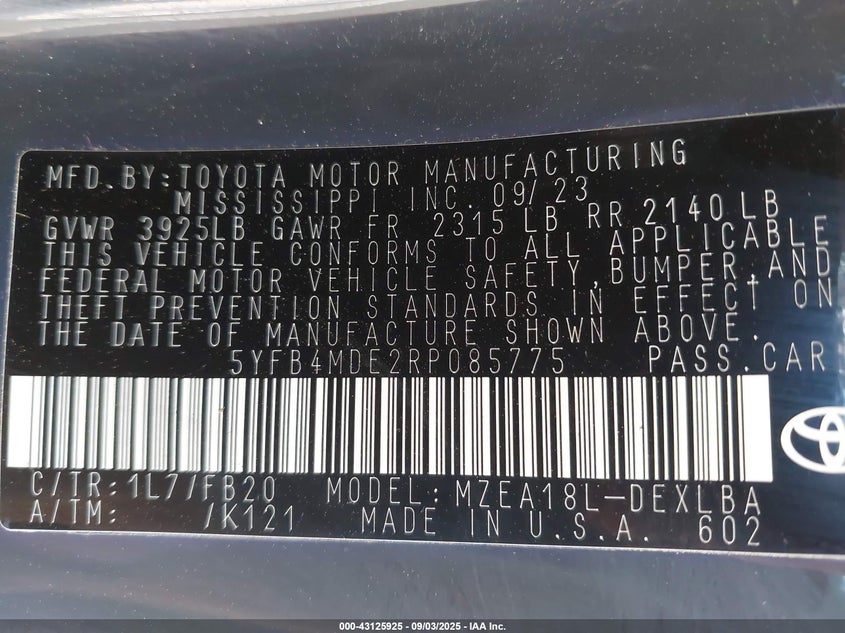 MFD. BY: TOYOTA MOTOR MANUFACTURING
MISSISSIPPI INC. 09/23
GVWR 3925LB GAWR FR 2315 LB RR 2140 LB
THIS VEHICLE CONFORMS TO ALL APPLICABLE
FEDERAL MOTOR VEHICLE SAFETY, BUMPER, AND
THEFT PREVENTION STANDARDS IN EFFECT ON
THE DATE OF MANUFACTURE SHOWN ABOVE.
5YFB4MDE2RP085775 PASS.CAR
C/TR: 1L7/FB20 MODEL: MZEA18L-DEXLBA
A/TM: /K121 MADE IN U.S.A. 602
000-43125925 - 09/03/2025 - IAA Inc.